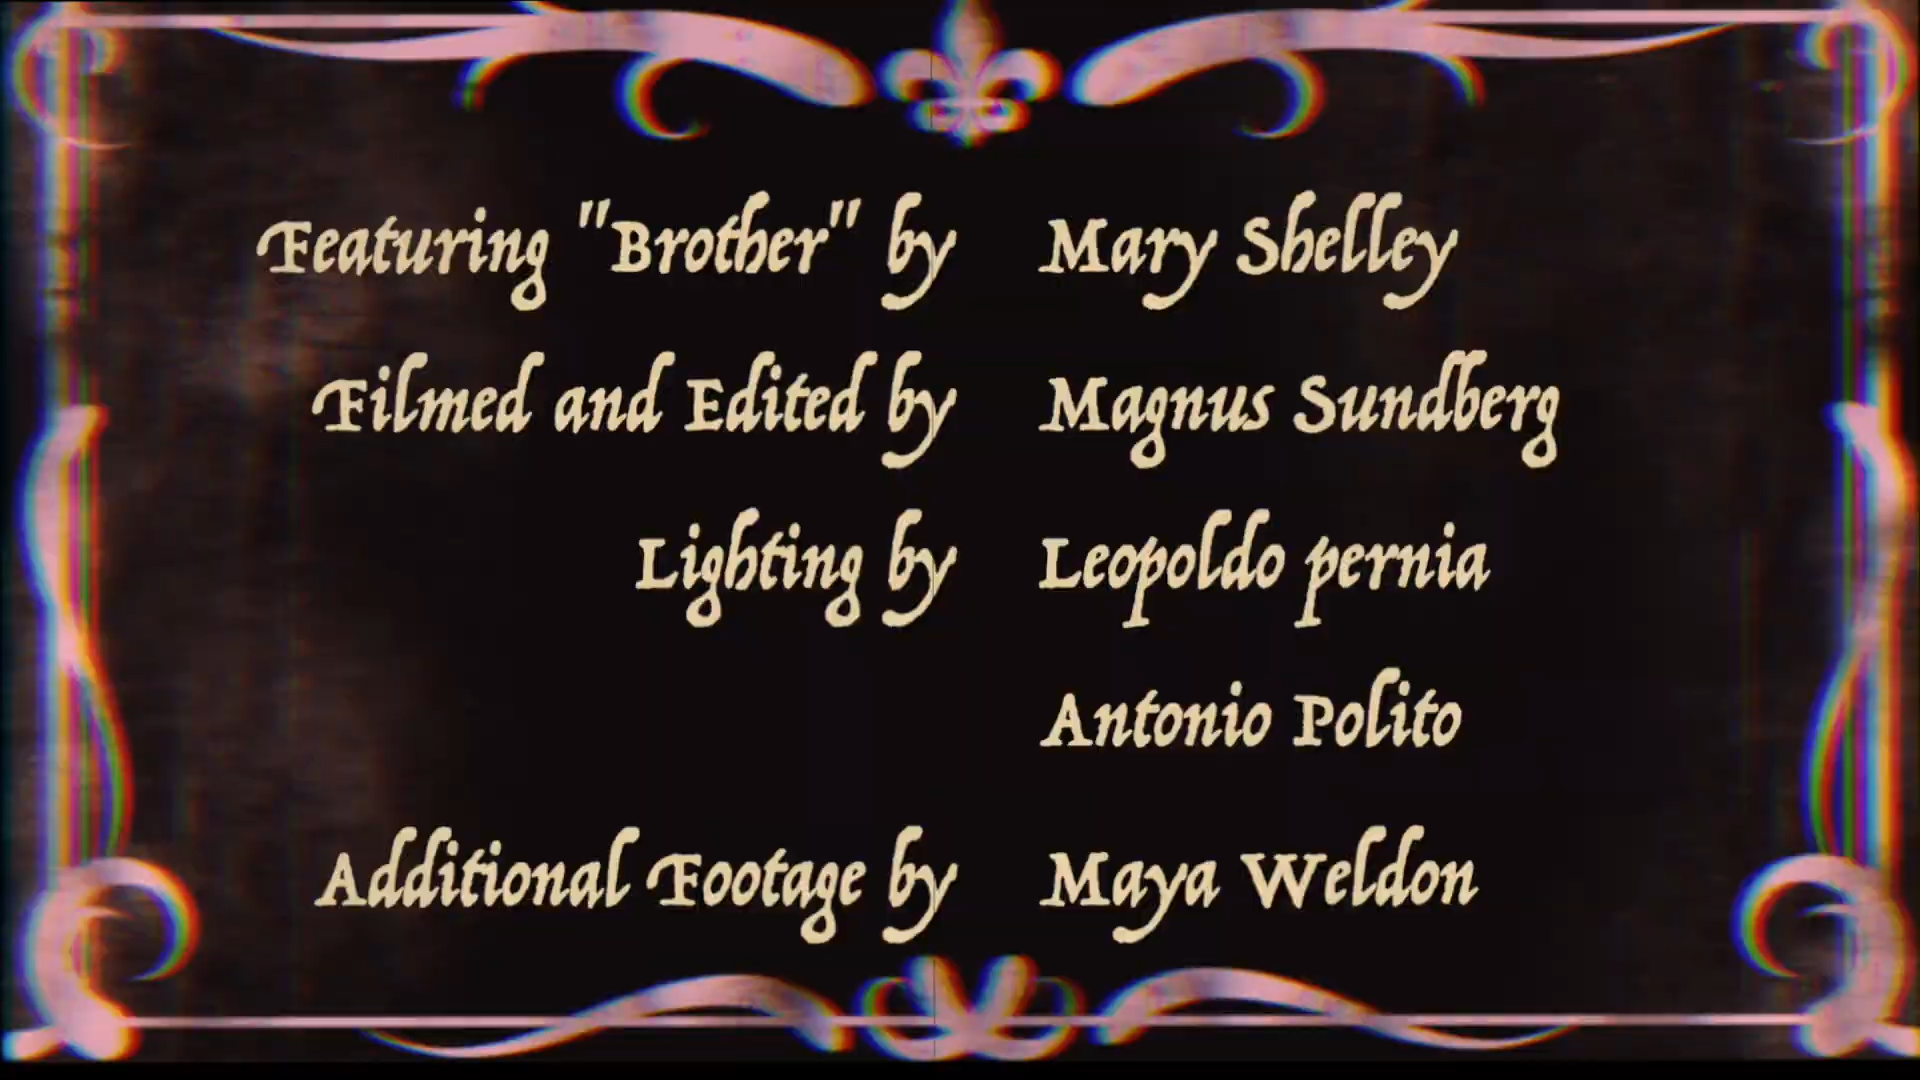 Featuring "Brother" by Mary Shelley
Filmed and Edited by Magnus Sundberg
Lighting by Leopoldo pernia
Antonio Polito
Additional Footage by Maya Weldon